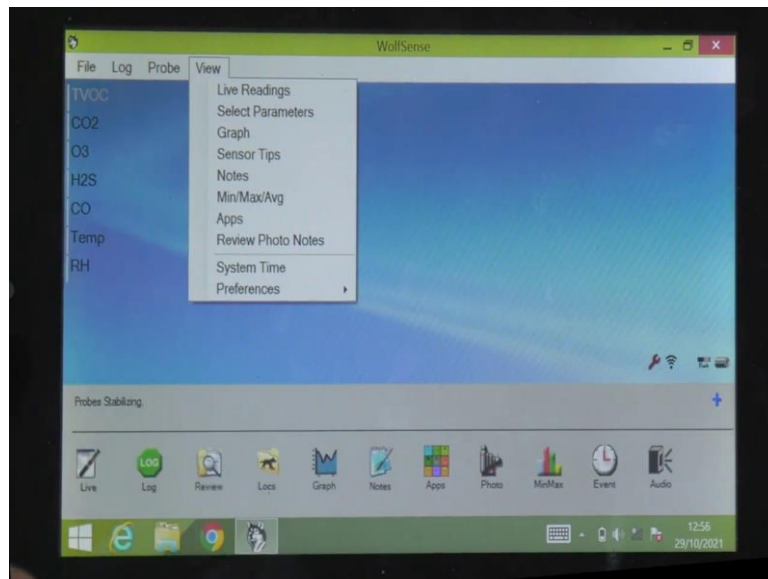 WolfSense
File Log Probe View
TVOC
CO2
O3
H2S
CO
Temp
RH
Live Readings
Select Parameters
Graph
Sensor Tips
Notes
Min/Max/Avg
Apps
Review Photo Notes
System Time
Preferences
Probes Stabilizing.
LOG
Live Log Review Locs Graph Notes Apps Photo MinMax Event Audio
12:56
29/10/2021